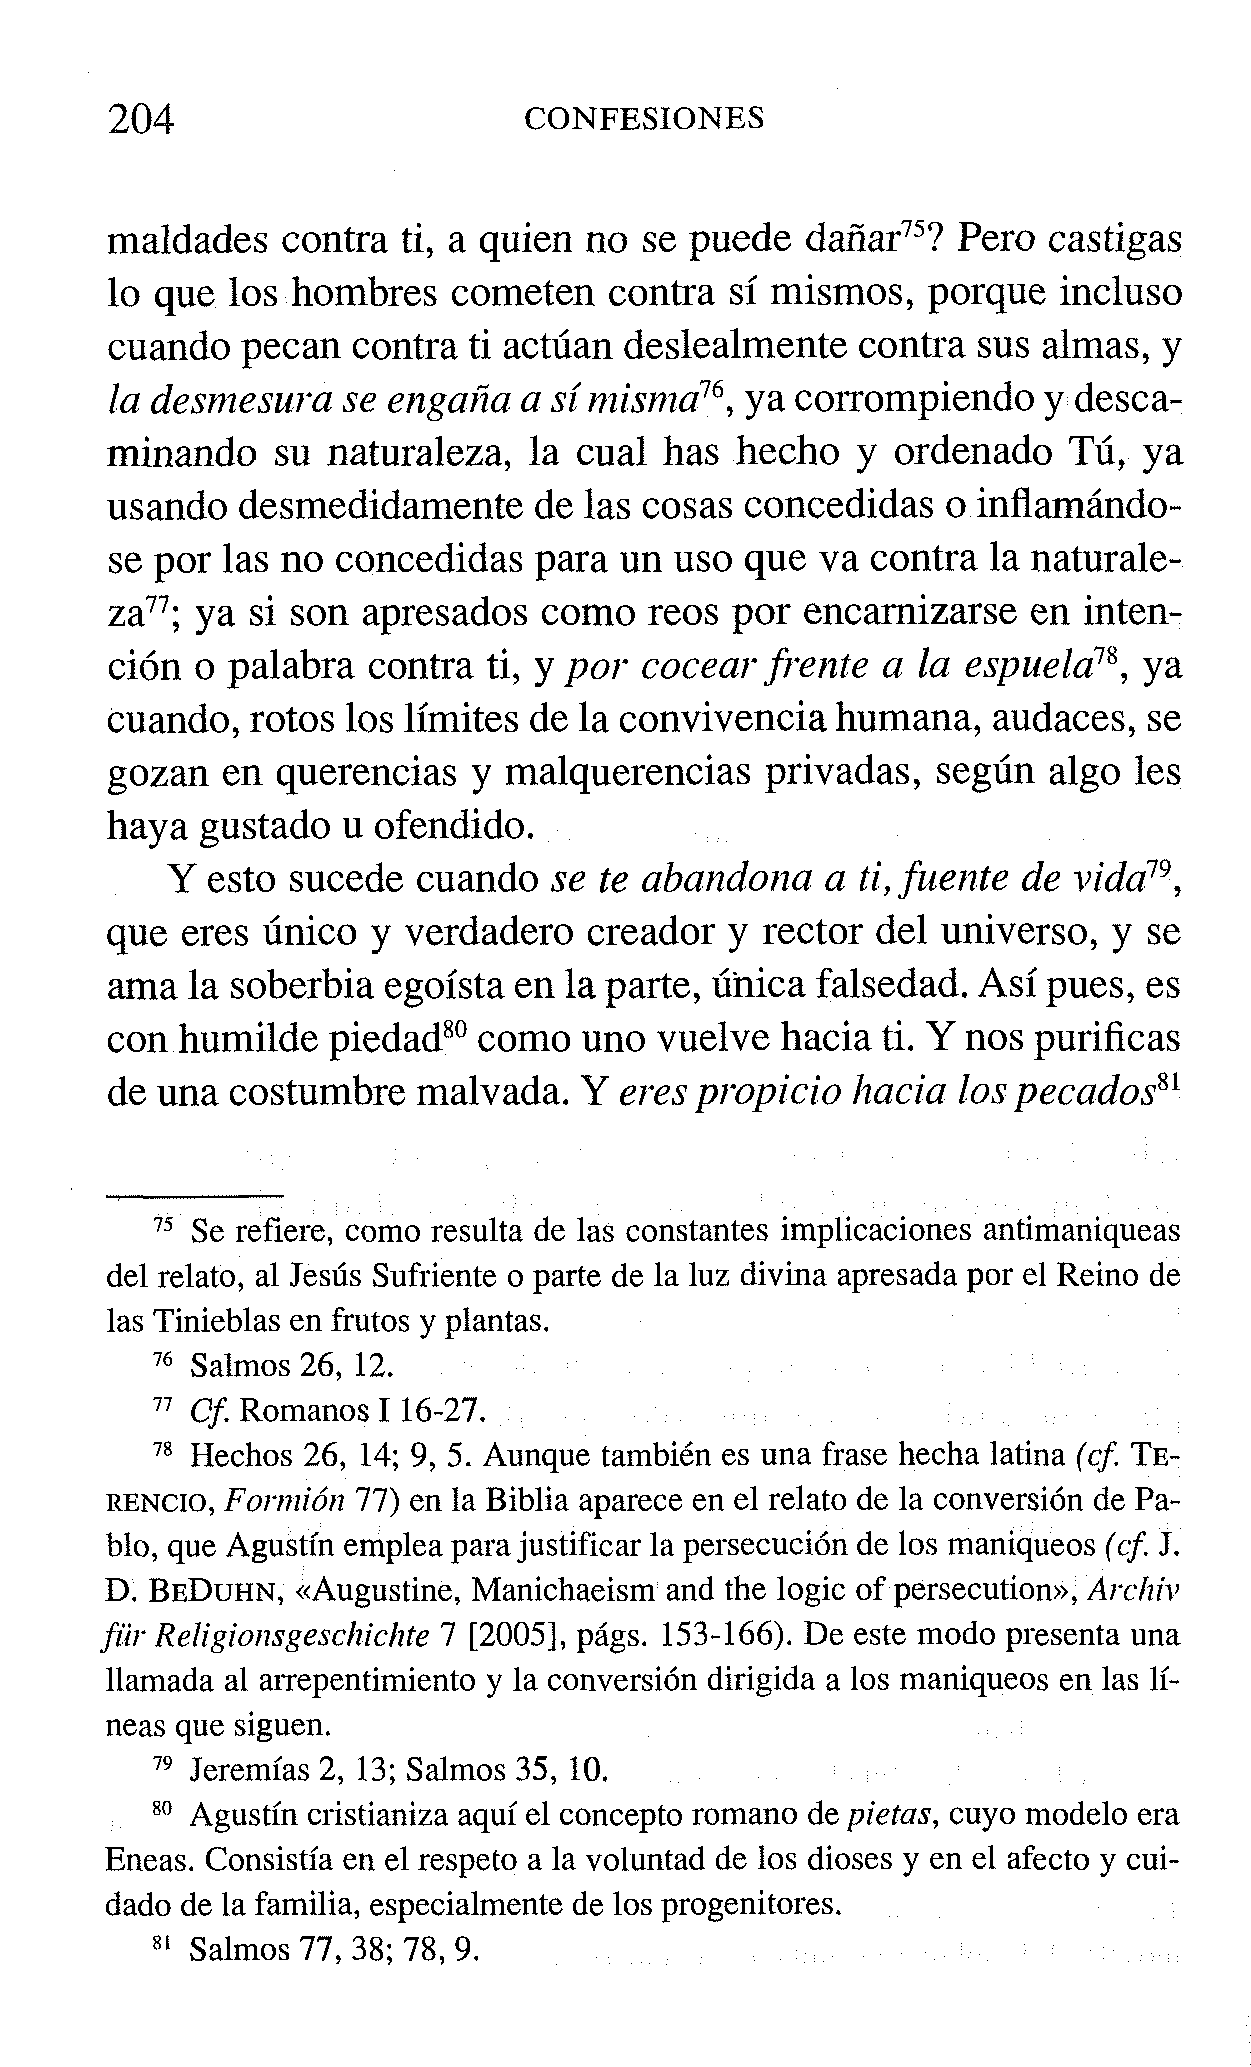 204 CONFESIONES
maldades contra ti, a quien no se puede dañar⁷⁵? Pero castigas
lo que los hombres cometen contra sí mismos, porque incluso
cuando pecan contra ti actúan deslealmente contra sus almas, y
la desmesura se engaña a sí misma⁷⁶, ya corrompiendo y desca-
minando su naturaleza, la cual has hecho y ordenado Tú, ya
usando desmedidamente de las cosas concedidas o inflamándo-
se por las no concedidas para un uso que va contra la naturale-
za⁷⁷; ya si son apresados como reos por encarnizarse en inten-
ción o palabra contra ti, y por cocear frente a la espuela⁷⁸, ya
cuando, rotos los límites de la convivencia humana, audaces, se
gozan en querencias y malquerencias privadas, según algo les
haya gustado u ofendido.
Y esto sucede cuando se te abandona a ti, fuente de vida⁷⁹,
que eres único y verdadero creador y rector del universo, y se
ama la soberbia egoísta en la parte, única falsedad. Así pues, es
con humilde piedad⁸⁰ como uno vuelve hacia ti. Y nos purificas
de una costumbre malvada. Y eres propicio hacia los pecados⁸¹
⁷⁵ Se refiere, como resulta de las constantes implicaciones antimaniqueas
del relato, al Jesús Sufriente o parte de la luz divina apresada por el Reino de
las Tinieblas en frutos y plantas.
⁷⁶ Salmos 26, 12.
⁷⁷ Cf. Romanos I 16-27.
⁷⁸ Hechos 26, 14; 9, 5. Aunque también es una frase hecha latina (cf. TE-
RENCIO, Formión 77) en la Biblia aparece en el relato de la conversión de Pa-
blo, que Agustín emplea para justificar la persecución de los maniqueos (cf. J.
D. BEDUHN, «Augustine, Manichaeism and the logic of persecution», Archiv
für Religionsgeschichte 7 [2005], págs. 153-166). De este modo presenta una
llamada al arrepentimiento y la conversión dirigida a los maniqueos en las lí-
neas que siguen.
⁷⁹ Jeremías 2, 13; Salmos 35, 10.
⁸⁰ Agustín cristianiza aquí el concepto romano de pietas, cuyo modelo era
Eneas. Consistía en el respeto a la voluntad de los dioses y en el afecto y cui-
dado de la familia, especialmente de los progenitores.
⁸¹ Salmos 77, 38; 78, 9.